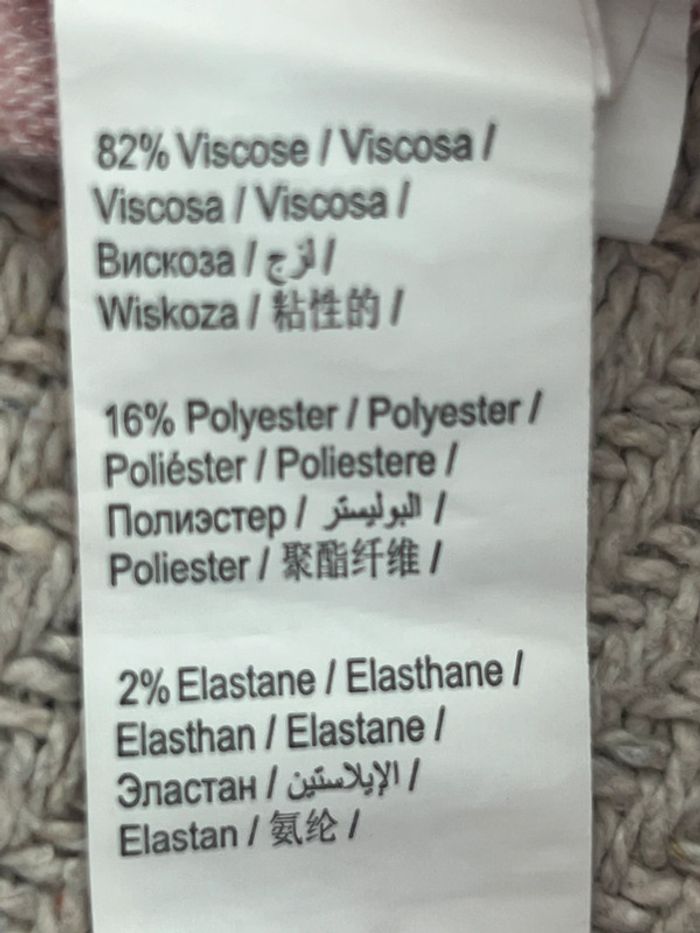 82% Viscose / Viscosa /
Viscosa / Viscosa /
Вискоза / لزج /
Wiskoza / 粘性的 /
16% Polyester / Polyester /
Poliéster / Poliestere /
Полиэстер / البوليستر /
Poliester / 聚酯纤维 /
2% Elastane / Elasthane /
Elasthan / Elastane /
Эластан / الإيلاستين /
Elastan / 氨纶 /